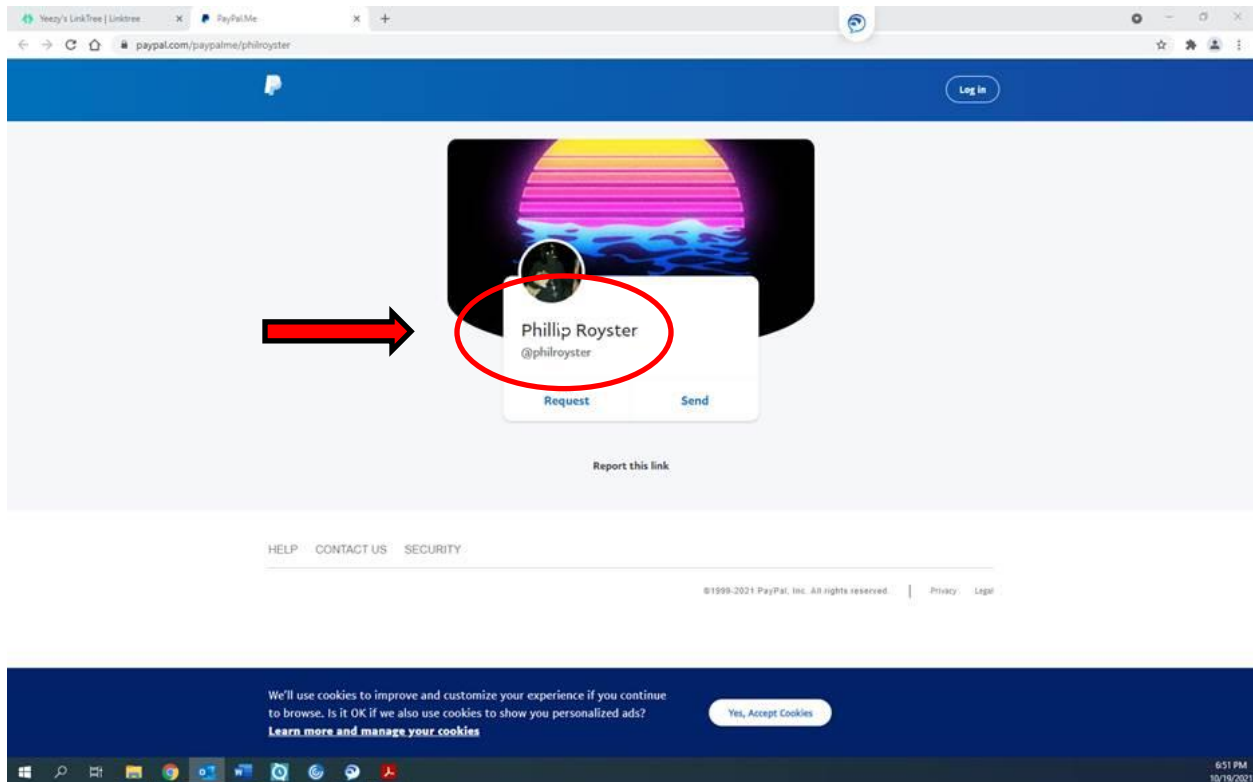 Yeezy's LinkTree | Linktree
PayPal.Me
paypal.com/paypalme/philroyster
Log in
Phillip Royster
@philroyster
Request
Send
Report this link
HELP CONTACT US SECURITY
©1999-2021 PayPal, Inc. All rights reserved. | Privacy Legal
We'll use cookies to improve and customize your experience if you continue
to browse. Is it OK if we also use cookies to show you personalized ads?
Learn more and manage your cookies
Yes, Accept Cookies
6:51 PM
10/19/2021